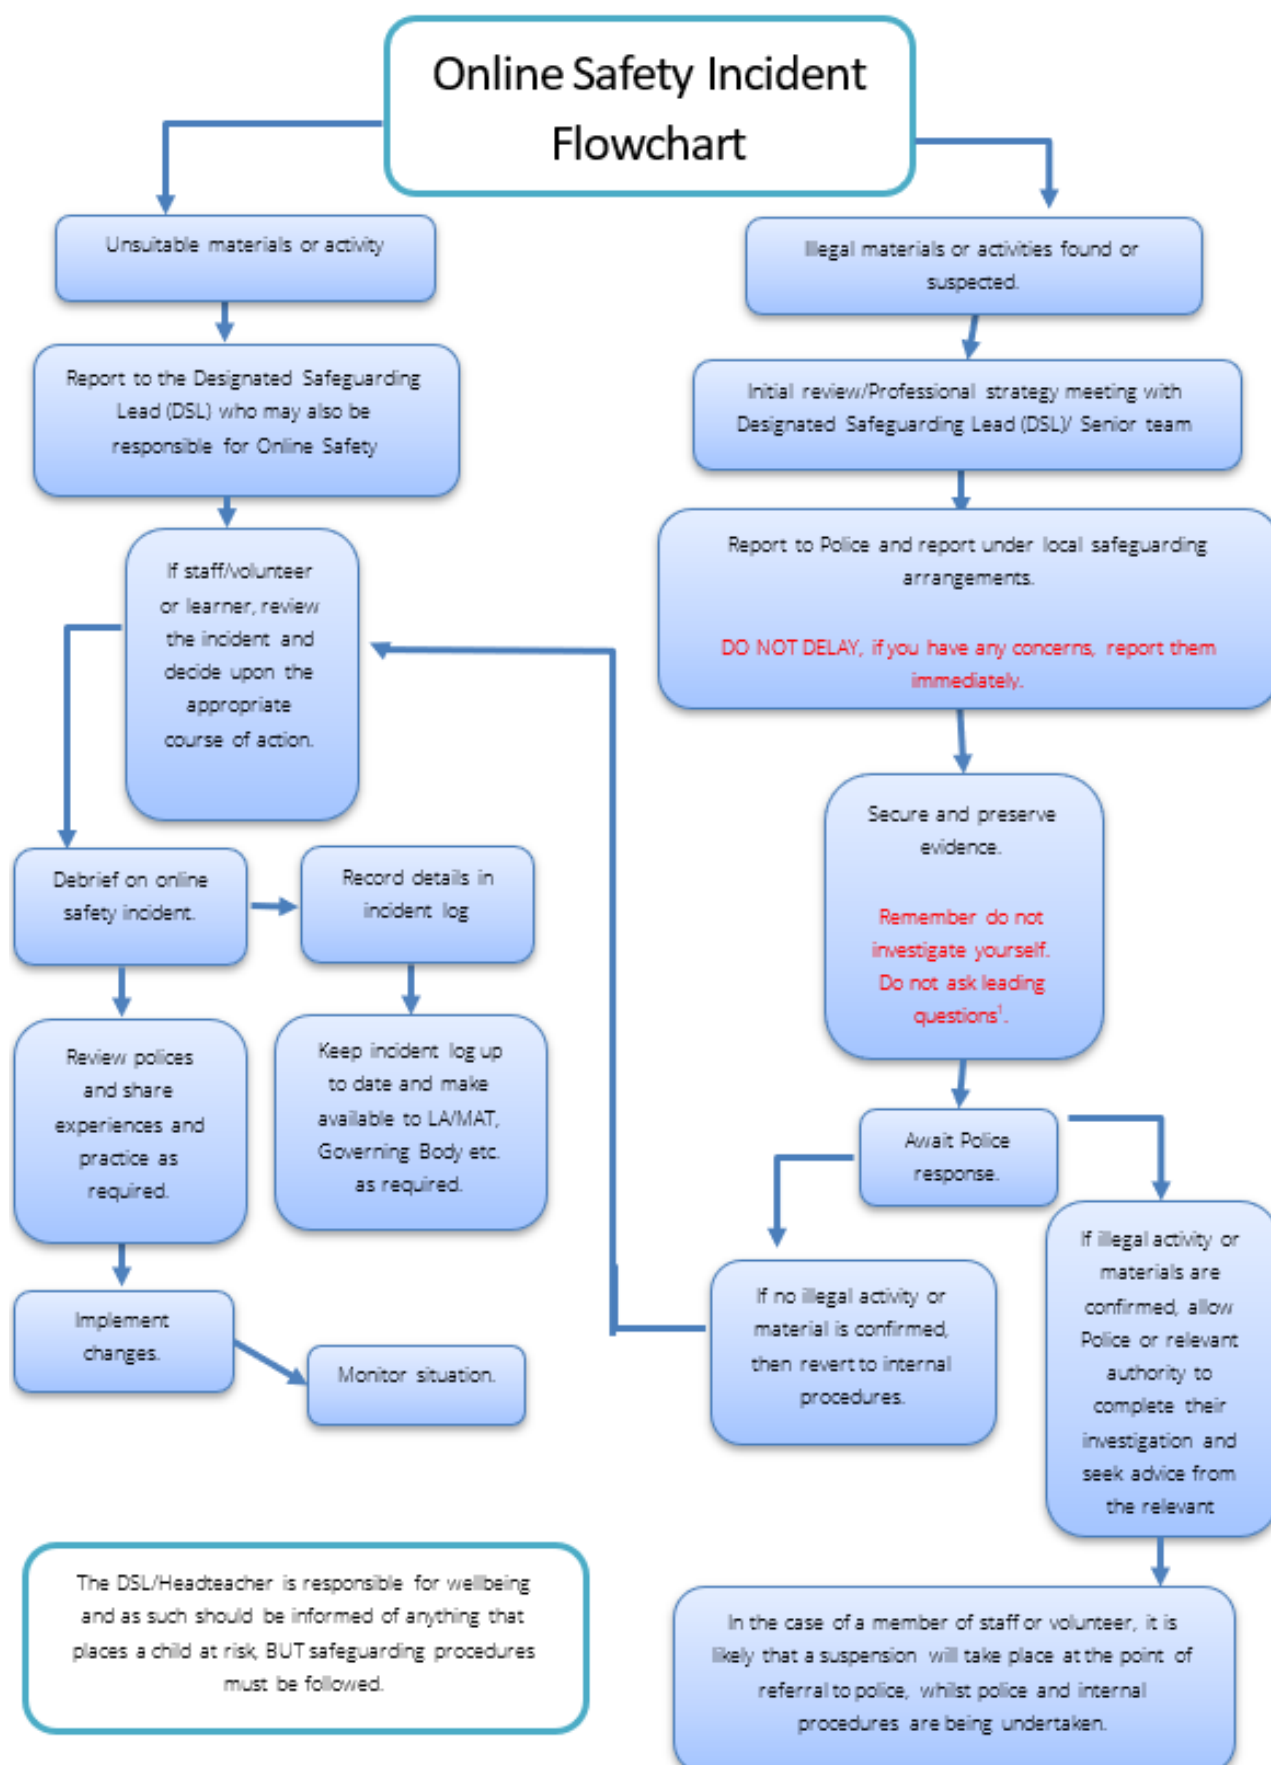 Online Safety Incident
Flowchart
Unsuitable materials or activity
Report to the Designated Safeguarding
Lead (DSL) who may also be
responsible for Online Safety
If staff/volunteer
or learner, review
the incident and
decide upon the
appropriate
course of action.
Debrief on online
safety incident.
Record details in
incident log
Review polices
and share
experiences and
practice as
required.
Keep incident log up
to date and make
available to LA/MAT,
Governing Body etc.
as required.
Implement
changes.
Monitor situation.
Illegal materials or activities found or
suspected.
Initial review/Professional strategy meeting with
Designated Safeguarding Lead (DSL)/ Senior team
Report to Police and report under local safeguarding
arrangements.
DO NOT DELAY, if you have any concerns, report them
immediately.
Secure and preserve
evidence.
Remember do not
investigate yourself.
Do not ask leading
questions¹.
Await Police
response.
If no illegal activity or
material is confirmed,
then revert to internal
procedures.
If illegal activity or
materials are
confirmed, allow
Police or relevant
authority to
complete their
investigation and
seek advice from
the relevant
In the case of a member of staff or volunteer, it is
likely that a suspension will take place at the point of
referral to police, whilst police and internal
procedures are being undertaken.
The DSL/Headteacher is responsible for wellbeing
and as such should be informed of anything that
places a child at risk, BUT safeguarding procedures
must be followed.